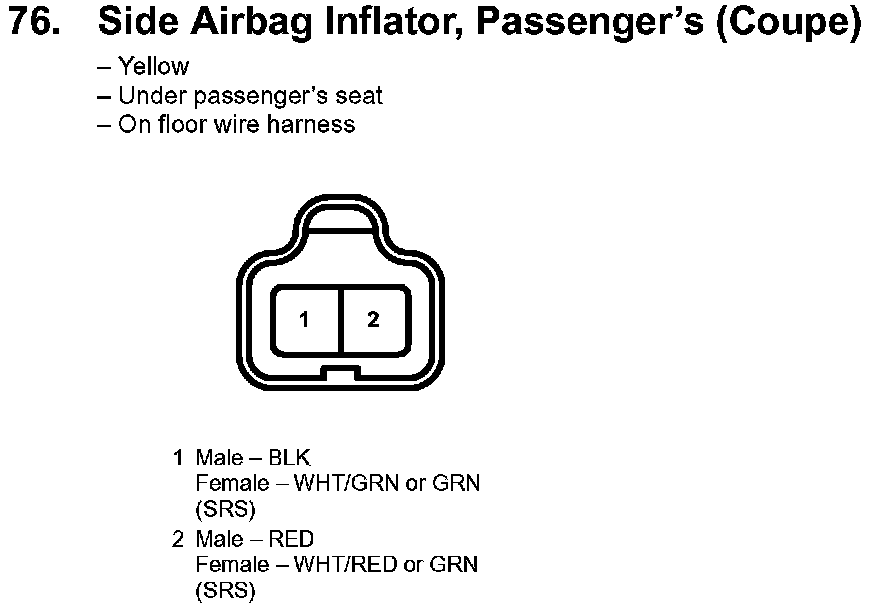 76. Side Airbag Inflator, Passenger’s (Coupe)
– Yellow
– Under passenger’s seat
– On floor wire harness
1 2
1 Male – BLK
Female – WHT/GRN or GRN
(SRS)
2 Male – RED
Female – WHT/RED or GRN
(SRS)